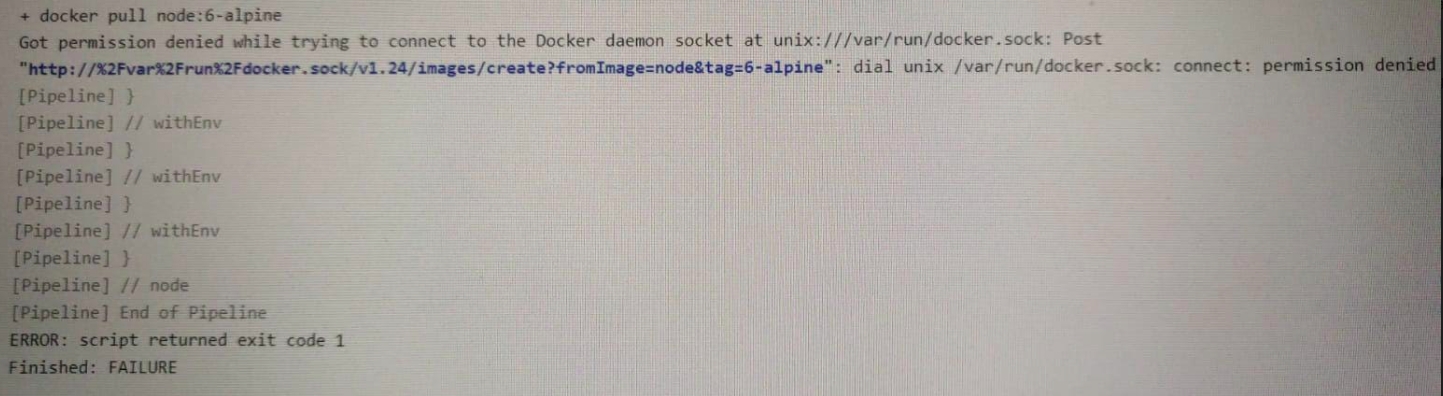 + docker pull node:6-alpine
Got permission denied while trying to connect to the Docker daemon socket at unix:///var/run/docker.sock: Post
"http://%2Fvar%2Frun%2Fdocker.sock/v1.24/images/create?fromImage=node&tag=6-alpine": dial unix /var/run/docker.sock: connect: permission denied
[Pipeline] }
[Pipeline] // withEnv
[Pipeline] }
[Pipeline] // withEnv
[Pipeline] }
[Pipeline] // withEnv
[Pipeline] }
[Pipeline] // node
[Pipeline] End of Pipeline
ERROR: script returned exit code 1
Finished: FAILURE